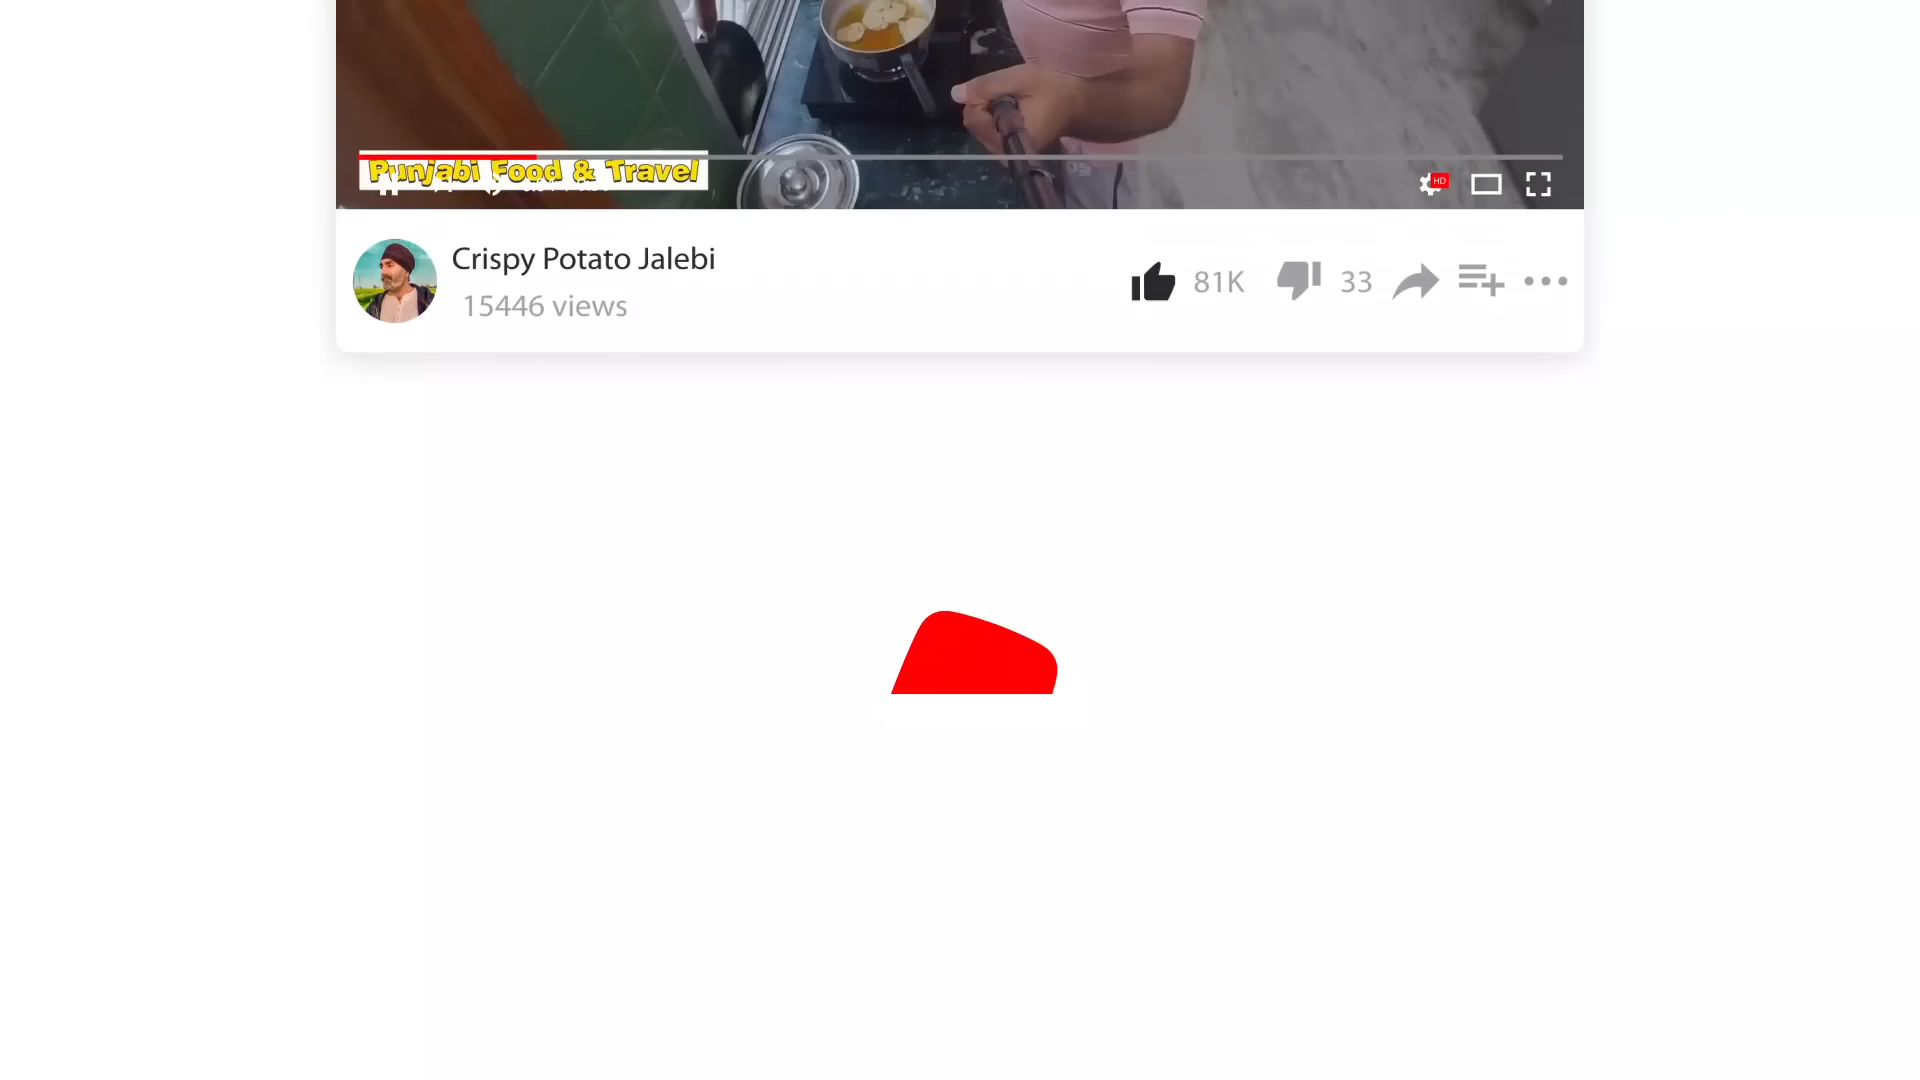 Punjabi Food & Travel
HD
Crispy Potato Jalebi
15446 views
81K
33